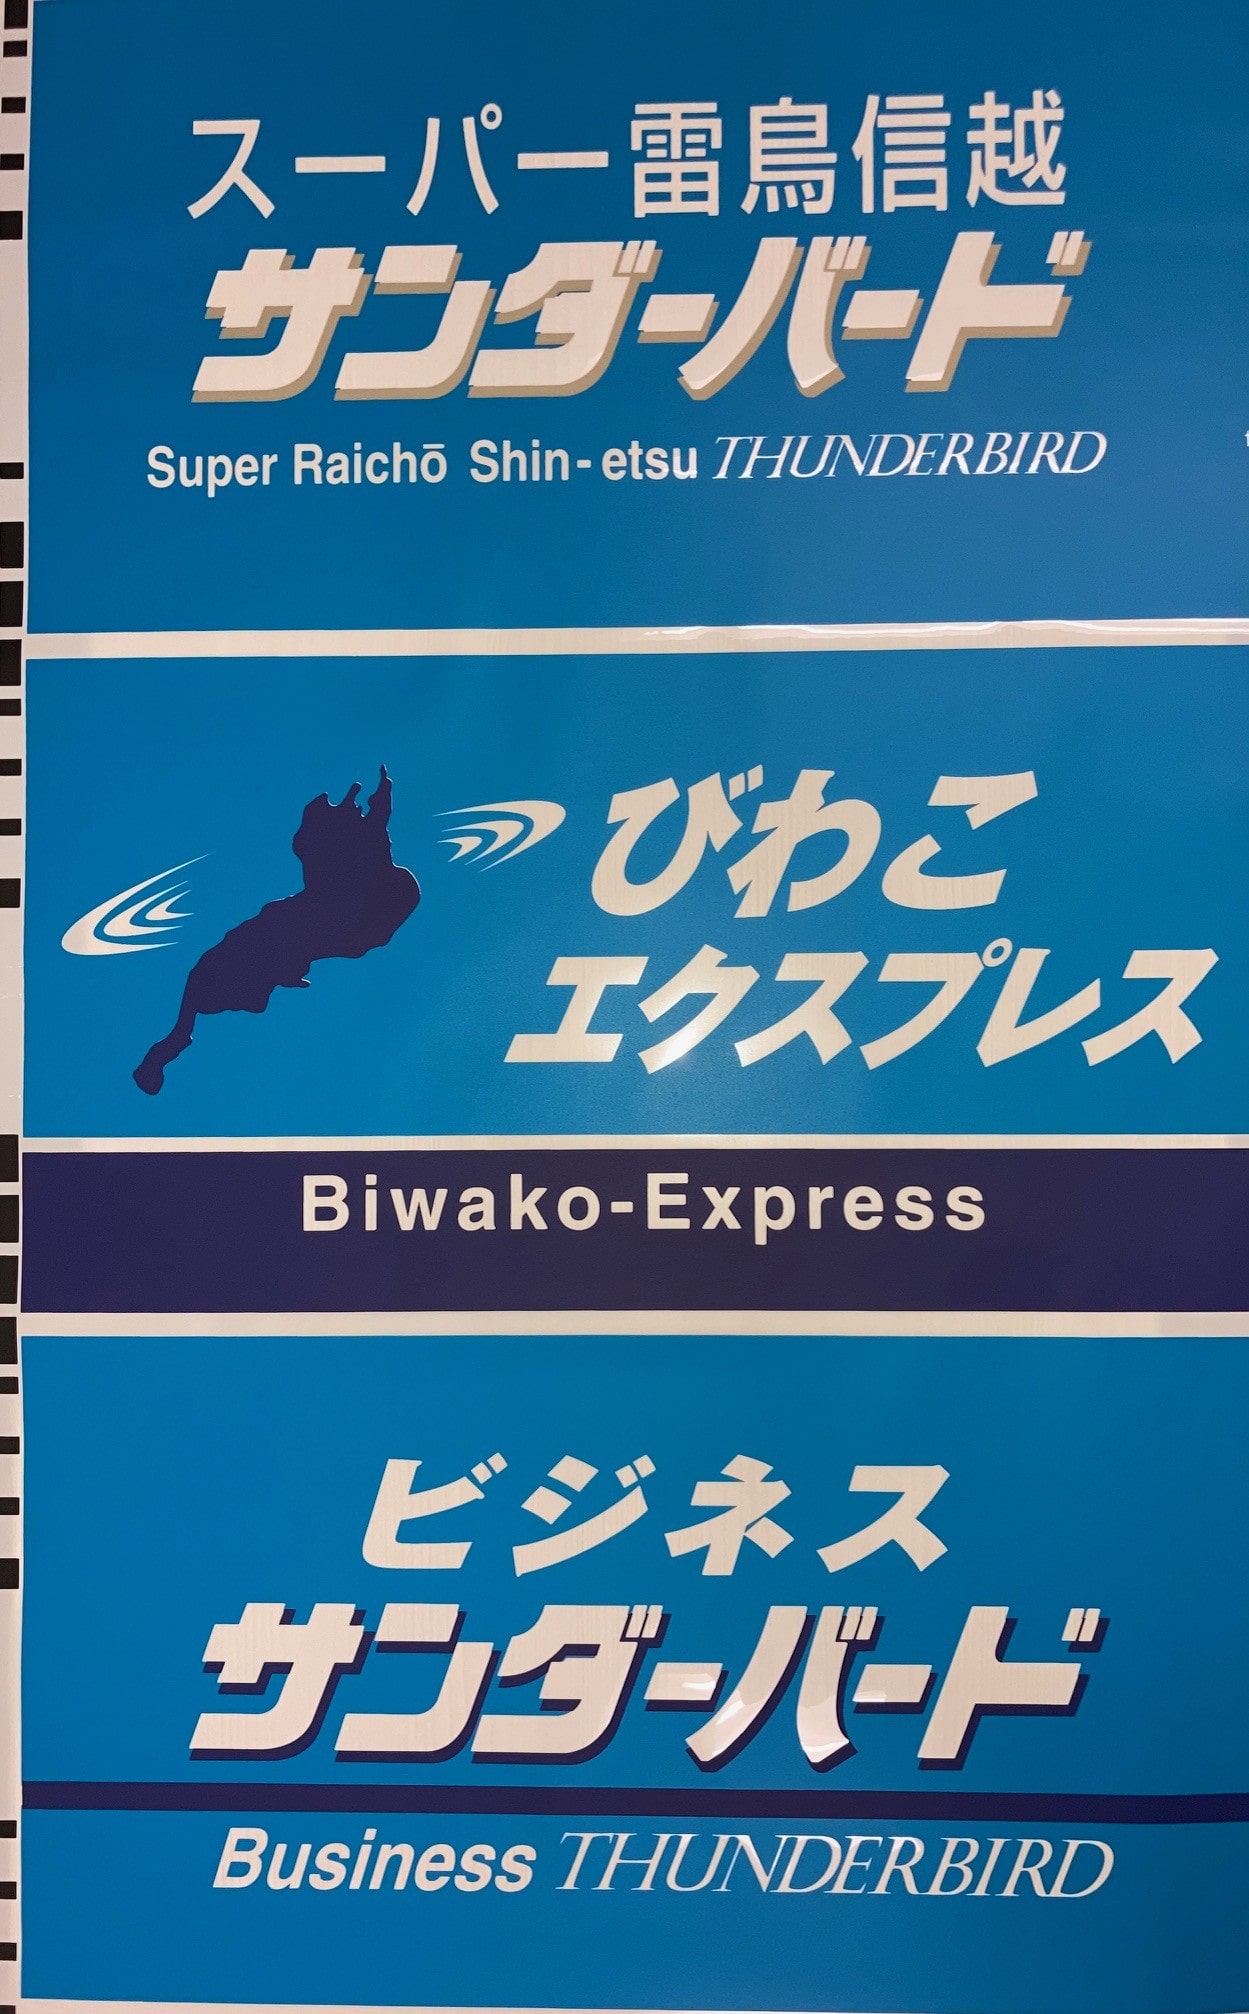 スーパー雷鳥信越
サンダーバード
Super Raichō Shin-etsu THUNDERBIRD
びわこ
エクスプレス
Biwako-Express
ビジネス
サンダーバード
Business THUNDERBIRD